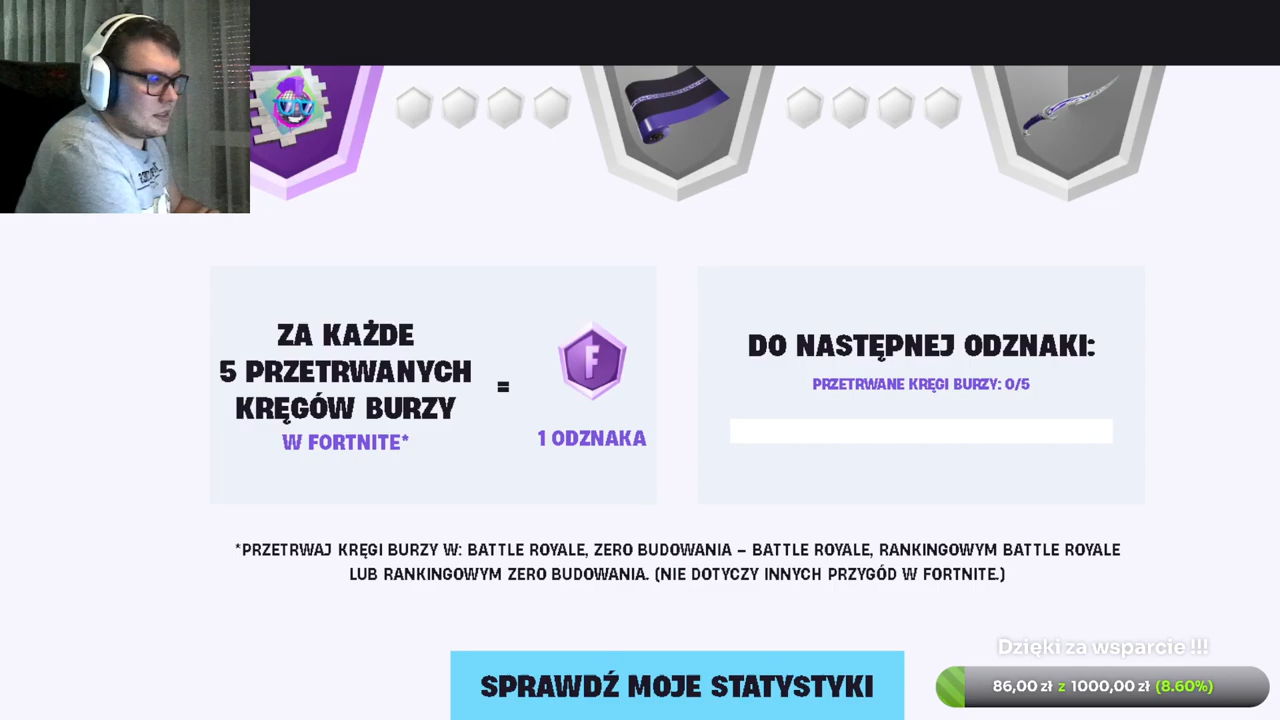 ZA KAŻDE
5 PRZETRWANYCH
KRĘGÓW BURZY
W FORTNITE*
=
F
1 ODZNAKA
DO NASTĘPNEJ ODZNAKI:
PRZETRWANE KRĘGI BURZY: 0/5
*PRZETRWAJ KRĘGI BURZY W: BATTLE ROYALE, ZERO BUDOWANIA – BATTLE ROYALE, RANKINGOWYM BATTLE ROYALE
LUB RANKINGOWYM ZERO BUDOWANIA. (NIE DOTYCZY INNYCH PRZYGÓD W FORTNITE.)
SPRAWDŹ MOJE STATYSTYKI
Dzięki za wsparcie !!!
86,00 zł z 1000,00 zł (8.60%)